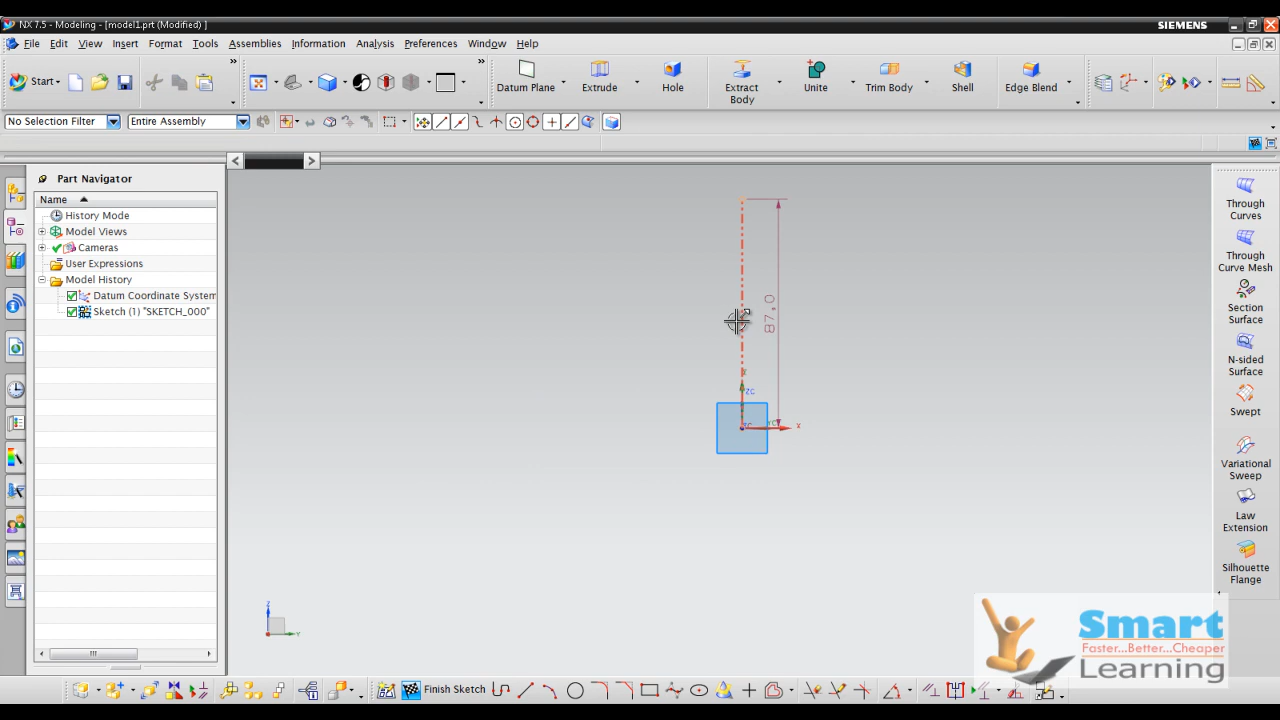 NX 7.5 - Modeling - [model1.prt (Modified) ]
SIEMENS
File Edit View Insert Format Tools Assemblies Information Analysis Preferences Window Help
Start
Datum Plane
Extrude
Hole
Extract
Body
Unite
Trim Body
Shell
Edge Blend
No Selection Filter
Entire Assembly
Part Navigator
Name
History Mode
Model Views
Cameras
User Expressions
Model History
Datum Coordinate System
Sketch (1) "SKETCH_000"
87,0
ZC
X
YC
Z
Y
Through
Curves
Through
Curve Mesh
Section
Surface
N-sided
Surface
Swept
Variational
Sweep
Law
Extension
Silhouette
Flange
Smart
Faster...Better...Cheaper
Learning
Finish Sketch